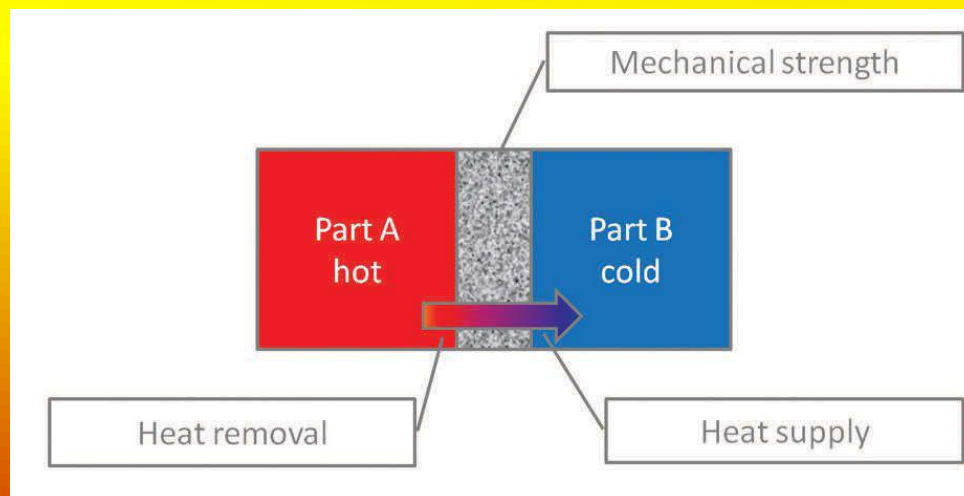 Mechanical strength
Part A
hot
Part B
cold
Heat removal
Heat supply